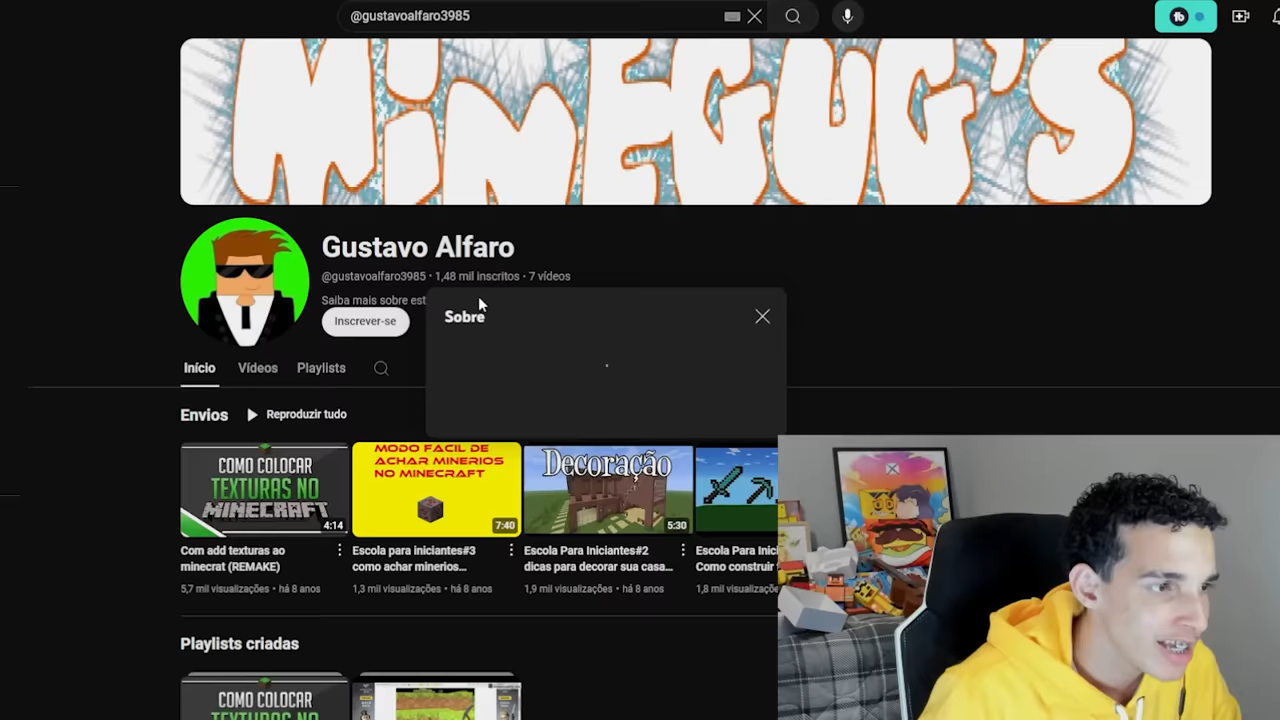 @gustavoalfaro3985
MINEGUG'S
Gustavo Alfaro
@gustavoalfaro3985 · 1,48 mil inscritos · 7 vídeos
Saiba mais sobre est
Inscrever-se
Sobre
Início
Vídeos
Playlists
Envios
Reproduzir tudo
COMO COLOCAR
TEXTURAS NO
MINECRAFT
4:14
MODO FACIL DE
ACHAR MINERIOS
NO MINECRAFT
7:40
Decoração
5:30
Com add texturas ao
minecrat (REMAKE)
5,7 mil visualizações · há 8 anos
Escola para iniciantes#3
como achar minerios...
1,3 mil visualizações · há 8 anos
Escola Para Iniciantes#2
dicas para decorar sua casa...
1,9 mil visualizações · há 8 anos
Escola Para Inic
Como construir
1,8 mil visualizaç
Playlists criadas
COMO COLOCAR
TEXTURAS NO